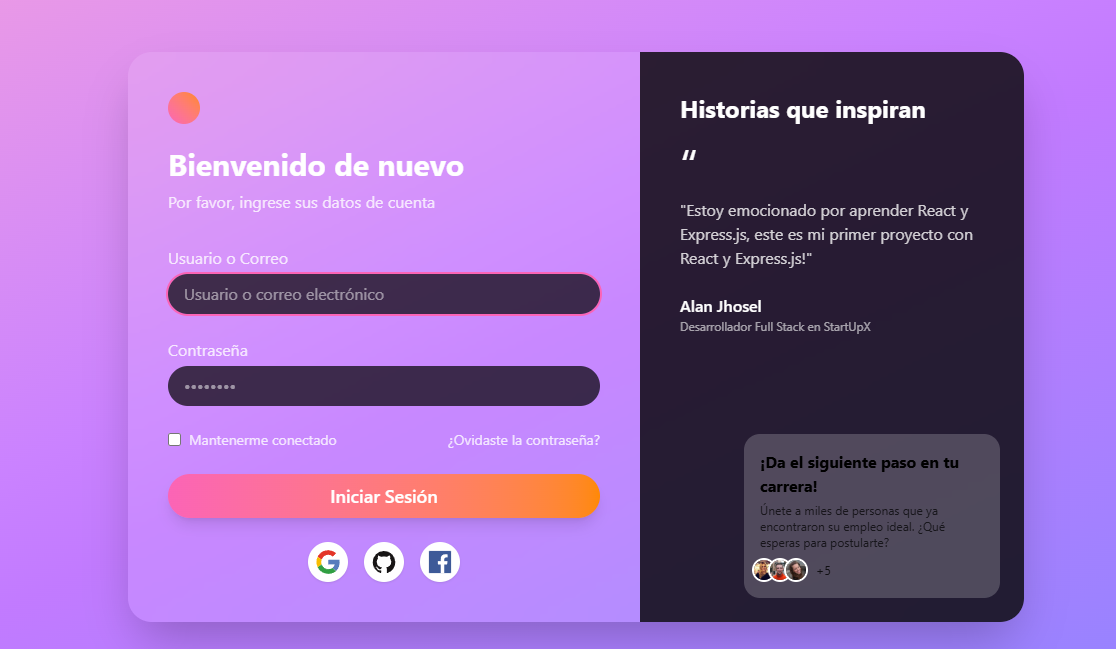 Bienvenido de nuevo
Por favor, ingrese sus datos de cuenta
Usuario o Correo
Usuario o correo electrónico
Contraseña
••••••••
Mantenerme conectado
¿Ovidaste la contraseña?
Iniciar Sesión
Historias que inspiran
“
"Estoy emocionado por aprender React y
Express.js, este es mi primer proyecto con
React y Express.js!"
Alan Jhosel
Desarrollador Full Stack en StartUpX
¡Da el siguiente paso en tu
carrera!
Únete a miles de personas que ya
encontraron su empleo ideal. ¿Qué
esperas para postularte?
+5